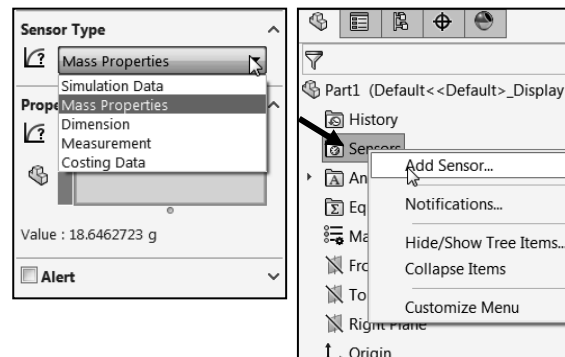 Sensor Type
Mass Properties
Simulation Data
Mass Properties
Dimension
Measurement
Costing Data
Prope
Value : 18.6462723 g
Alert
Part1 (Default<<Default>_Display
History
Sensors
Add Sensor...
An
Notifications...
Eq
Ma
Hide/Show Tree Items...
Fro
Collapse Items
To
Customize Menu
Right Plane
Origin